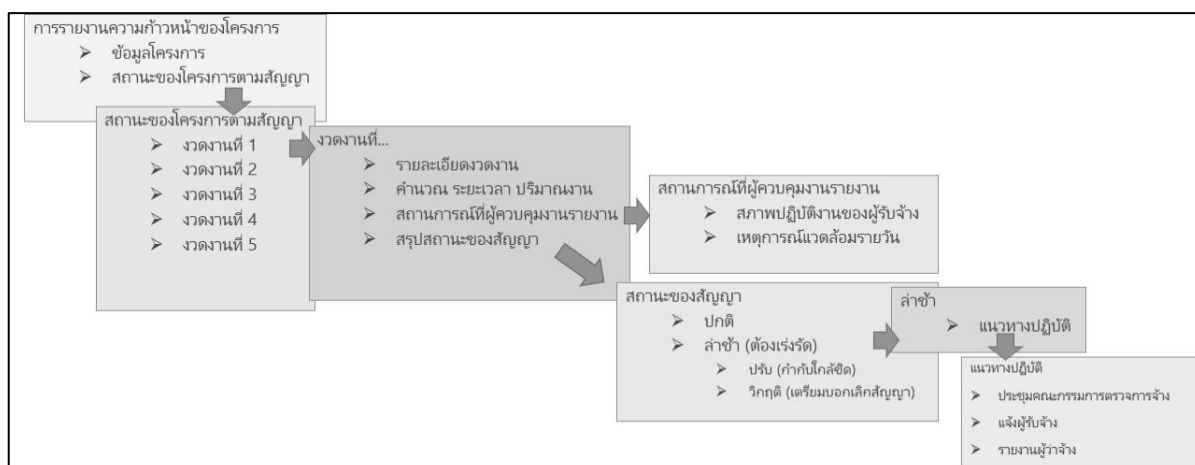 การรายงานความก้าวหน้าของโครงการ
➢ ข้อมูลโครงการ
➢ สถานะของโครงการตามสัญญา
สถานะของโครงการตามสัญญา
➢ งวดงานที่ 1
➢ งวดงานที่ 2
➢ งวดงานที่ 3
➢ งวดงานที่ 4
➢ งวดงานที่ 5
งวดงานที่...
➢ รายละเอียดงวดงาน
➢ คำนวณ ระยะเวลา ปริมาณงาน
➢ สถานการณ์ที่ผู้ควบคุมงานรายงาน
➢ สรุปสถานะของสัญญา
สถานการณ์ที่ผู้ควบคุมงานรายงาน
➢ สภาพปฏิบัติงานของผู้รับจ้าง
➢ เหตุการณ์แวดล้อมรายวัน
สถานะของสัญญา
➢ ปกติ
➢ ล่าช้า (ต้องเร่งรัด)
➢ ปรับ (กำกับใกล้ชิด)
➢ วิกฤติ (เตรียมบอกเลิกสัญญา)
ล่าช้า
➢ แนวทางปฏิบัติ
แนวทางปฏิบัติ
➢ ประชุมคณะกรรมการตรวจการจ้าง
➢ แจ้งผู้รับจ้าง
➢ รายงานผู้ว่าจ้าง